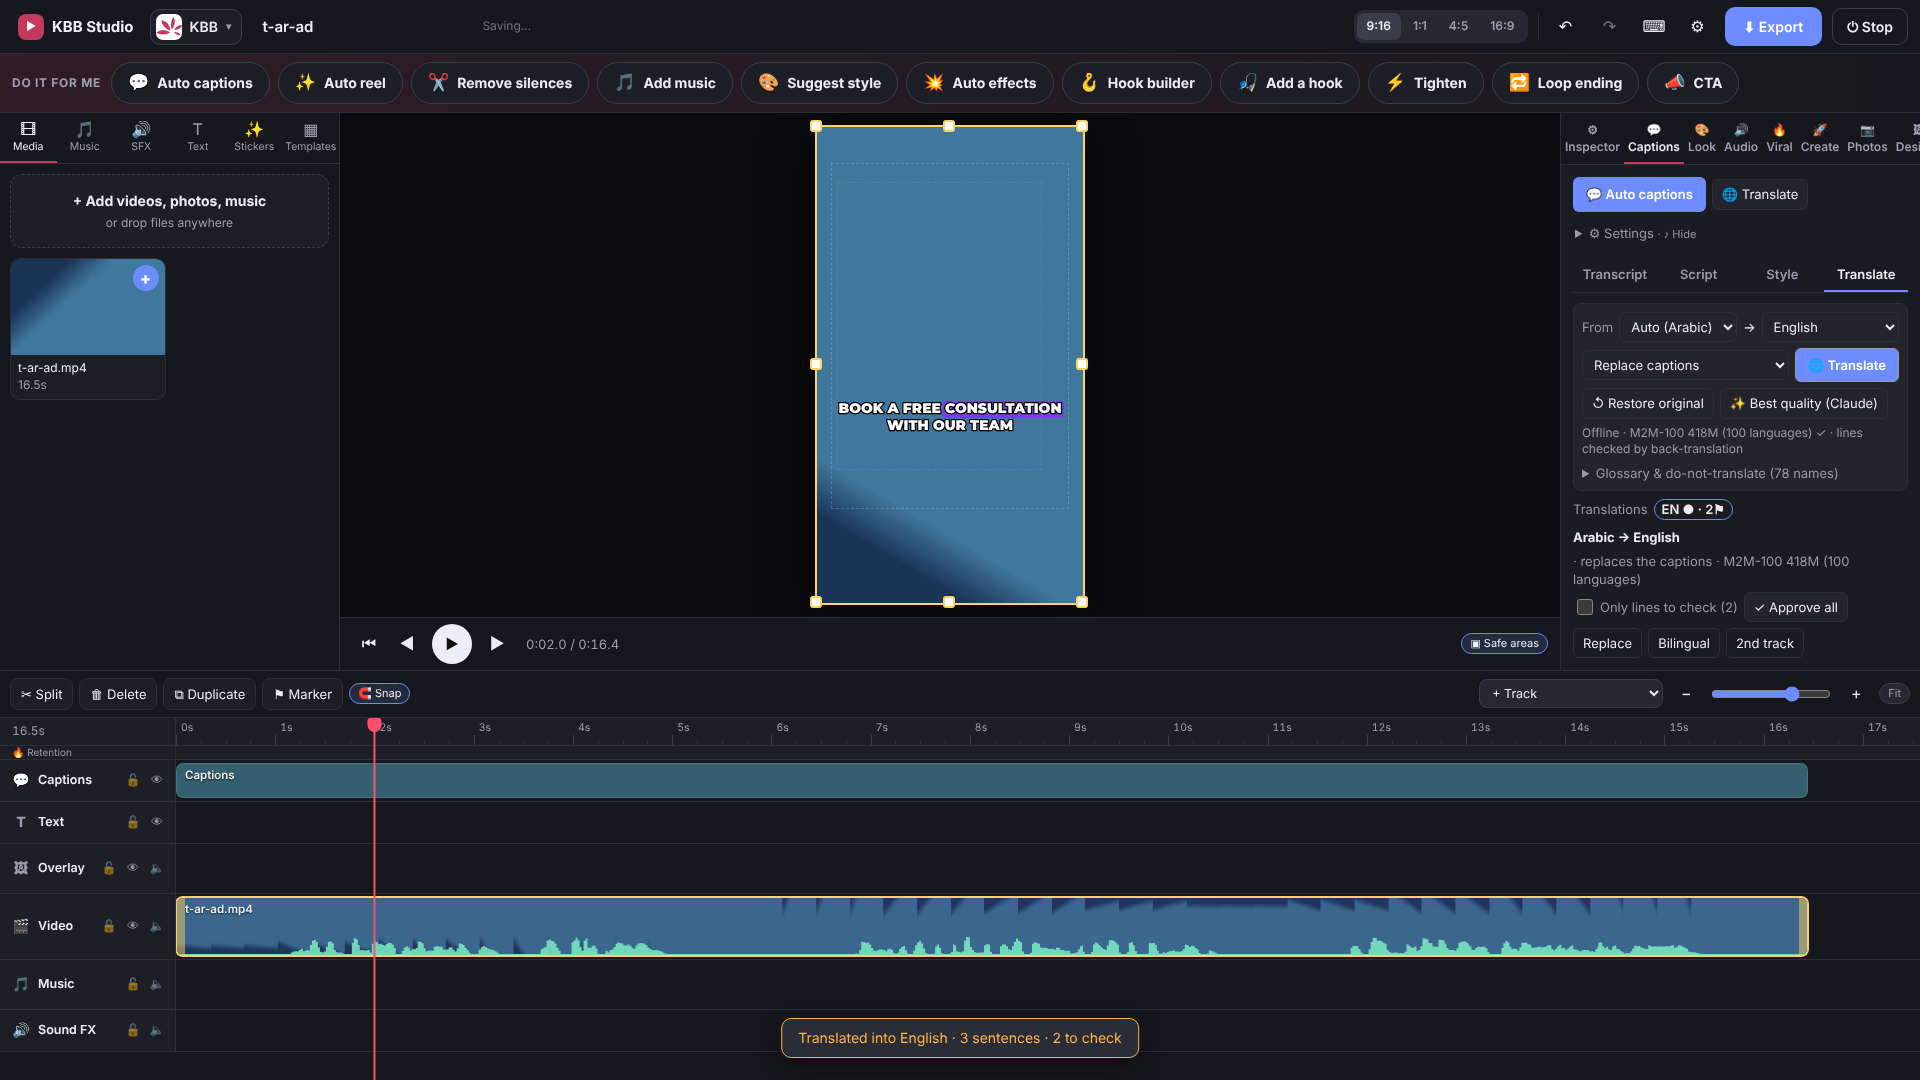 KBB Studio
KBB
t-ar-ad
Saving...
9:16
1:1
4:5
16:9
Export
Stop
DO IT FOR ME
Auto captions
Auto reel
Remove silences
Add music
Suggest style
Auto effects
Hook builder
Add a hook
Tighten
Loop ending
CTA
Media
Music
SFX
Text
Stickers
Templates
+ Add videos, photos, music
or drop files anywhere
t-ar-ad.mp4
16.5s
BOOK A FREE CONSULTATION
WITH OUR TEAM
0:02.0 / 0:16.4
Safe areas
Inspector
Captions
Look
Audio
Viral
Create
Photos
Desi
Auto captions
Translate
Settings · ♪ Hide
Transcript
Script
Style
Translate
From Auto (Arabic) → English
Replace captions
Translate
Restore original
Best quality (Claude)
Offline · M2M-100 418M (100 languages) ✓ · lines
checked by back-translation
Glossary & do-not-translate (78 names)
Translations EN ● · 2⚑
Arabic → English
· replaces the captions · M2M-100 418M (100
languages)
Only lines to check (2)
✓ Approve all
Replace
Bilingual
2nd track
Split
Delete
Duplicate
Marker
Snap
+ Track
− +
Fit
16.5s
0s 1s 2s 3s 4s 5s 6s 7s 8s 9s 10s 11s 12s 13s 14s 15s 16s 17s
Retention
Captions
Captions
T Text
Overlay
Video
t-ar-ad.mp4
Music
Sound FX
Translated into English · 3 sentences · 2 to check